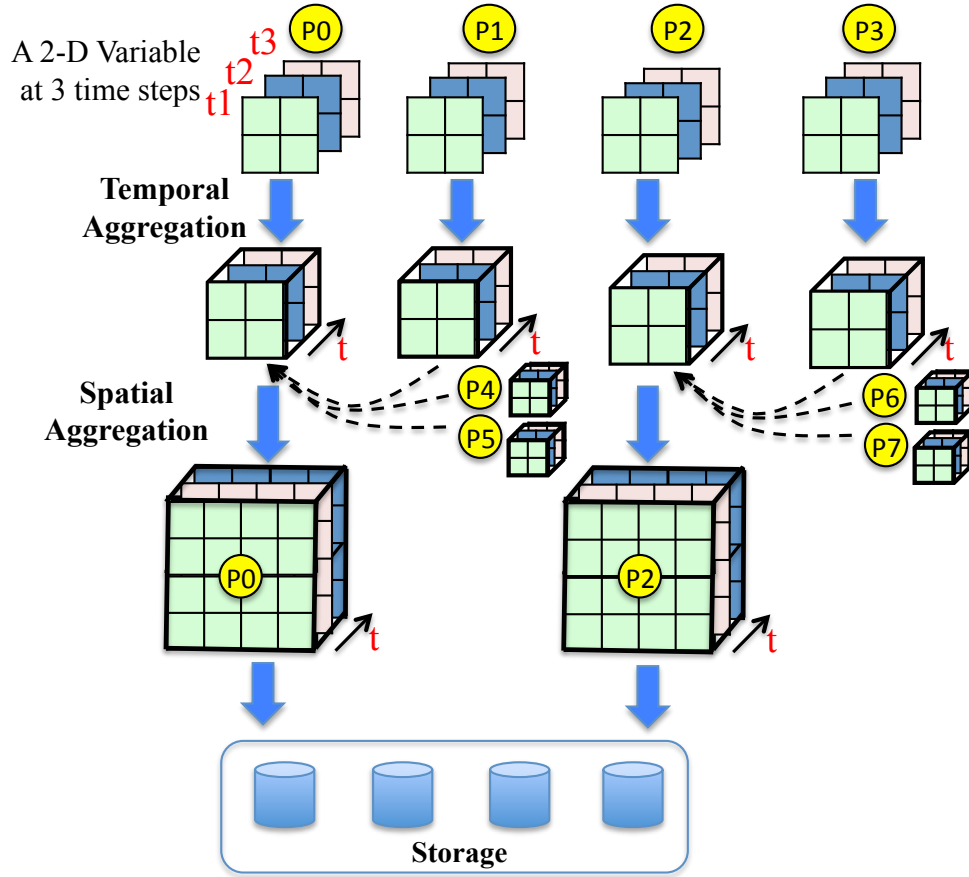 P0
P1
P2
P3
A 2-D Variable
at 3 time steps
t3
t2
t1
Temporal
Aggregation
t
t
t
t
Spatial
Aggregation
P4
P5
P6
P7
P0
P2
t
t
Storage